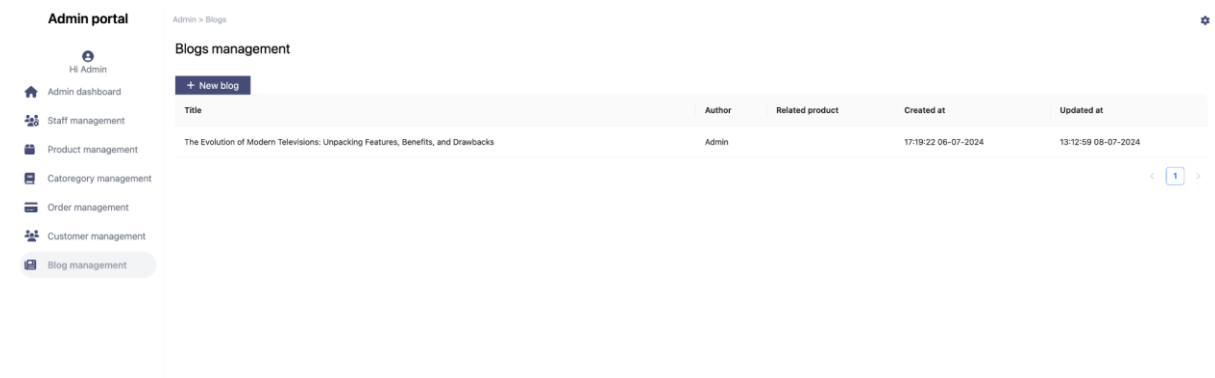 Admin portal
Hi Admin
Admin dashboard
Staff management
Product management
Catoregory management
Order management
Customer management
Blog management
Admin > Blogs
Blogs management
+ New blog
Title Author Related product Created at Updated at
The Evolution of Modern Televisions: Unpacking Features, Benefits, and Drawbacks Admin 17:19:22 06-07-2024 13:12:59 08-07-2024
< 1 >